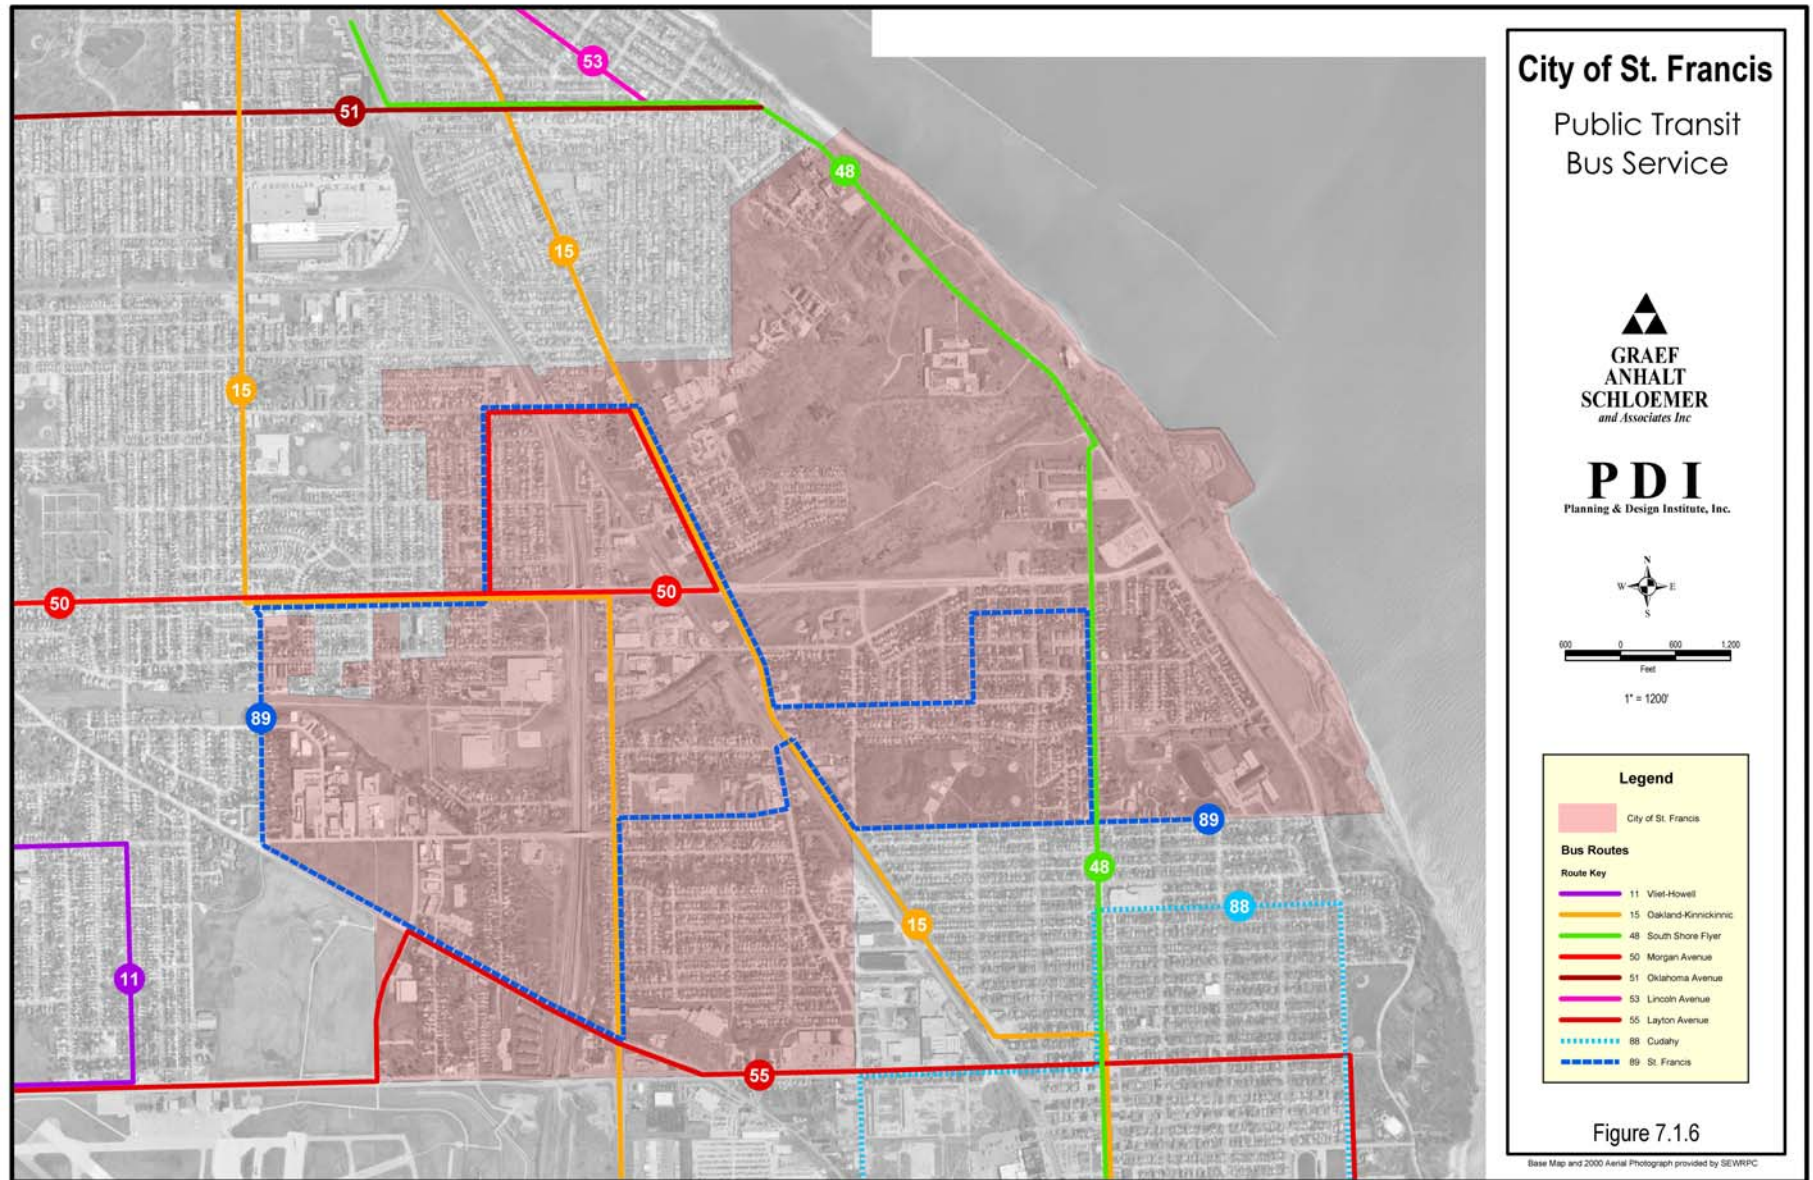 53
51
48
15
15
50
50
89
89
48
88
15
11
55
City of St. Francis
Public Transit
Bus Service
GRAEF
ANHALT
SCHLOEMER
and Associates Inc
P D I
Planning & Design Institute, Inc.
N
W E
S
600 0 600 1,200
Feet
1" = 1200'
Legend
City of St. Francis
Bus Routes
Route Key
11 Vliet-Howell
15 Oakland-Kinnickinnic
48 South Shore Flyer
50 Morgan Avenue
51 Oklahoma Avenue
53 Lincoln Avenue
55 Layton Avenue
88 Cudahy
89 St. Francis
Figure 7.1.6
Base Map and 2000 Aerial Photograph provided by SEWRPC